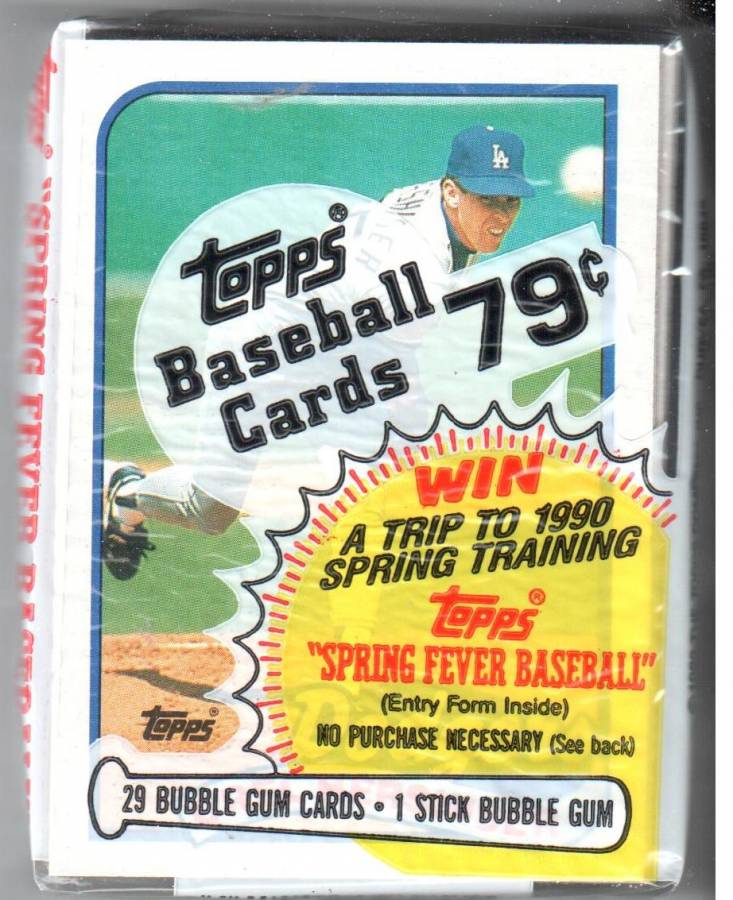 LA
Topps®
Baseball
Cards
79¢
WIN
A TRIP TO 1990
SPRING TRAINING
Topps®
"SPRING FEVER BASEBALL"
(Entry Form Inside)
NO PURCHASE NECESSARY (See back)
Topps®
29 BUBBLE GUM CARDS • 1 STICK BUBBLE GUM
"SPRING FEVER